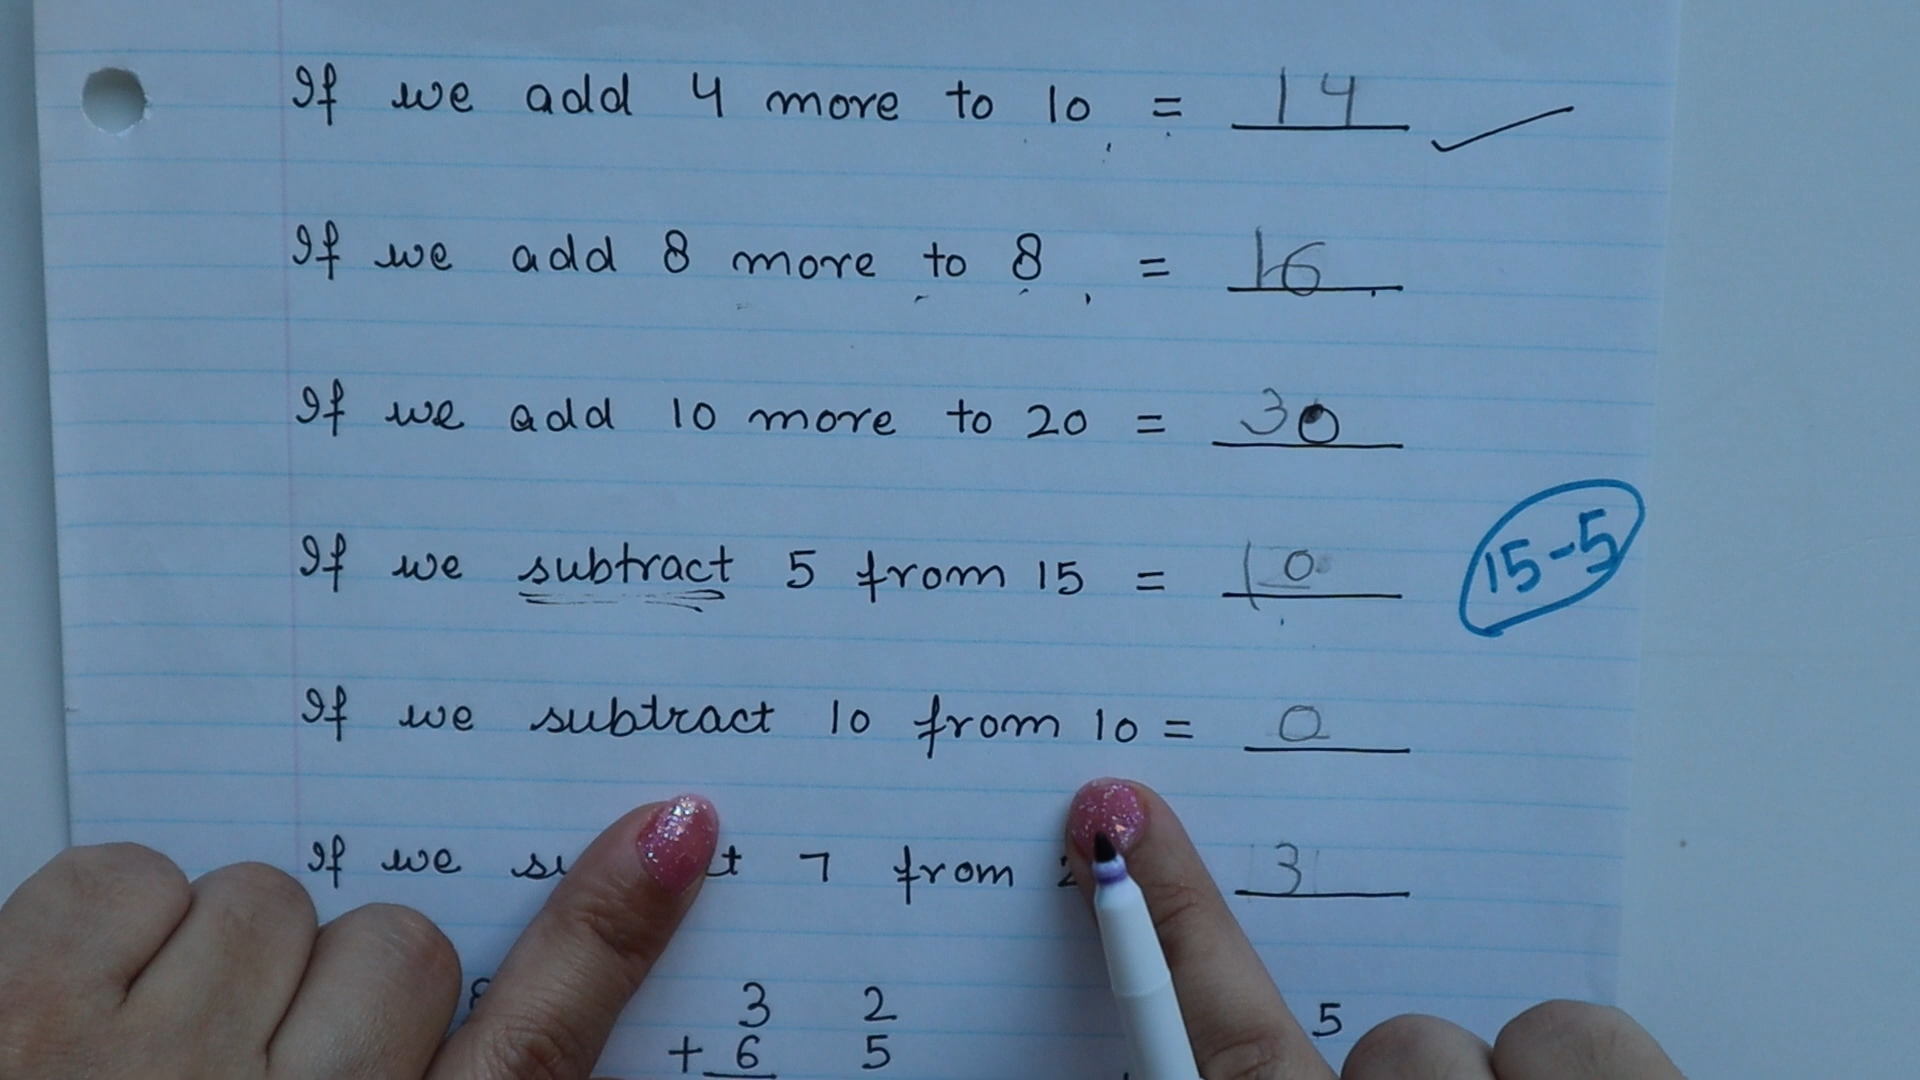 If we add 4 more to 10 = 14
If we add 8 more to 8 = 16
If we add 10 more to 20 = 30
If we subtract 5 from 15 = 10 15-5
If we subtract 10 from 10 = 0
If we 7 from 3
3 2 5
+ 6 5